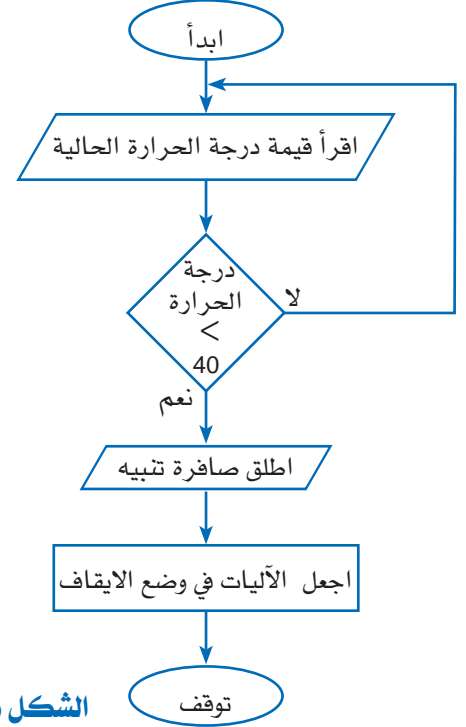 ابدأ
اقرأ قيمة درجة الحرارة الحالية
درجة
الحرارة
<
40
لا
نعم
اطلق صافرة تنبيه
اجعل الآليات في وضع الايقاف
توقف
الشكل